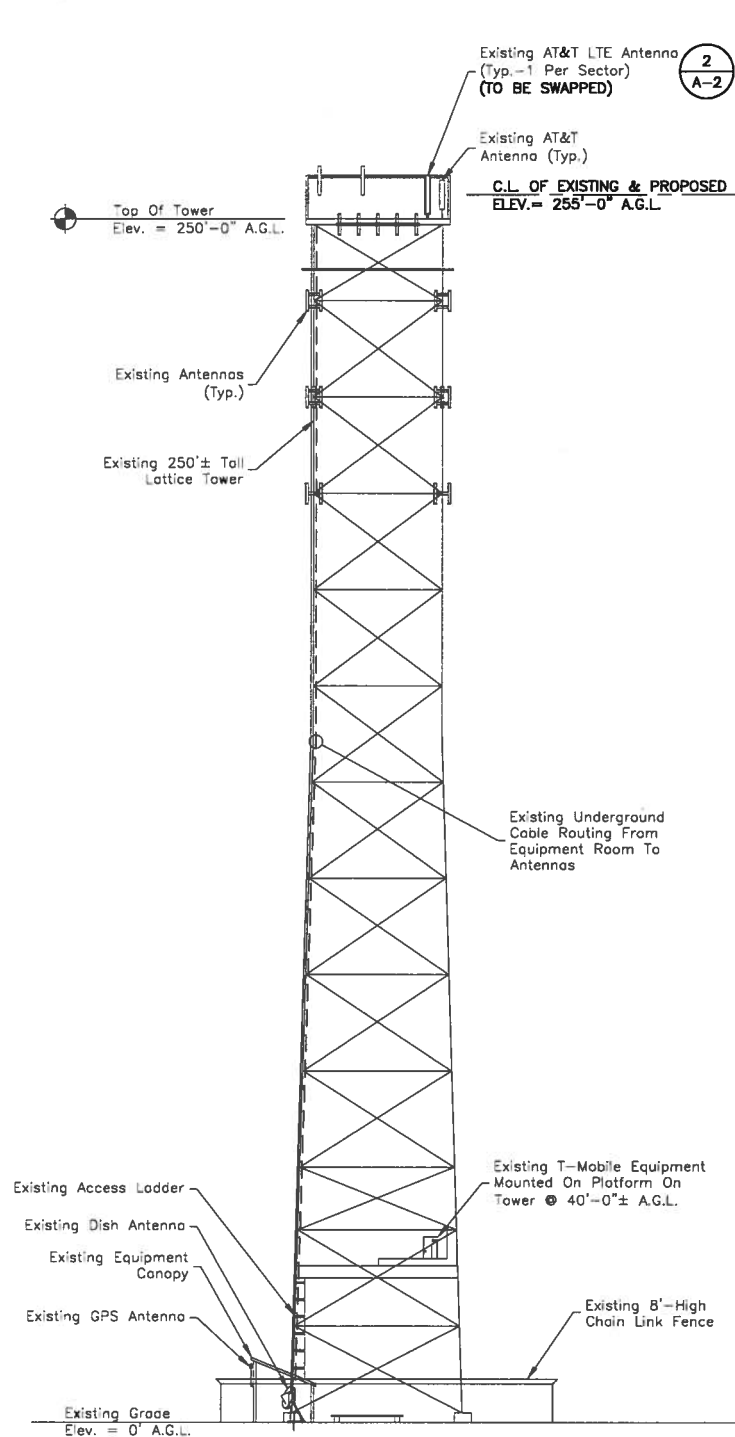 Existing AT&T LTE Antenna
(Typ.-1 Per Sector)
(TO BE SWAPPED)
2
A-2
Existing AT&T
Antenna (Typ.)
C.L. OF EXISTING & PROPOSED
ELEV.= 255'-0" A.G.L.
Top Of Tower
Elev. = 250'-0" A.G.L.
Existing Antennas
(Typ.)
Existing 250'± Tall
Lattice Tower
Existing Underground
Cable Routing From
Equipment Room To
Antennas
Existing T-Mobile Equipment
Mounted On Platform On
Tower @ 40'-0"± A.G.L.
Existing Access Ladder
Existing Dish Antenna
Existing Equipment
Canopy
Existing GPS Antenna
Existing 8'-High
Chain Link Fence
Existing Grade
Elev. = 0' A.G.L.